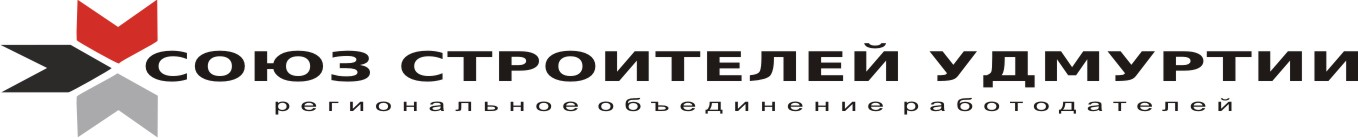 СОЮЗ СТРОИТЕЛЕЙ УДМУРТИИ
региональное объединение работодателей